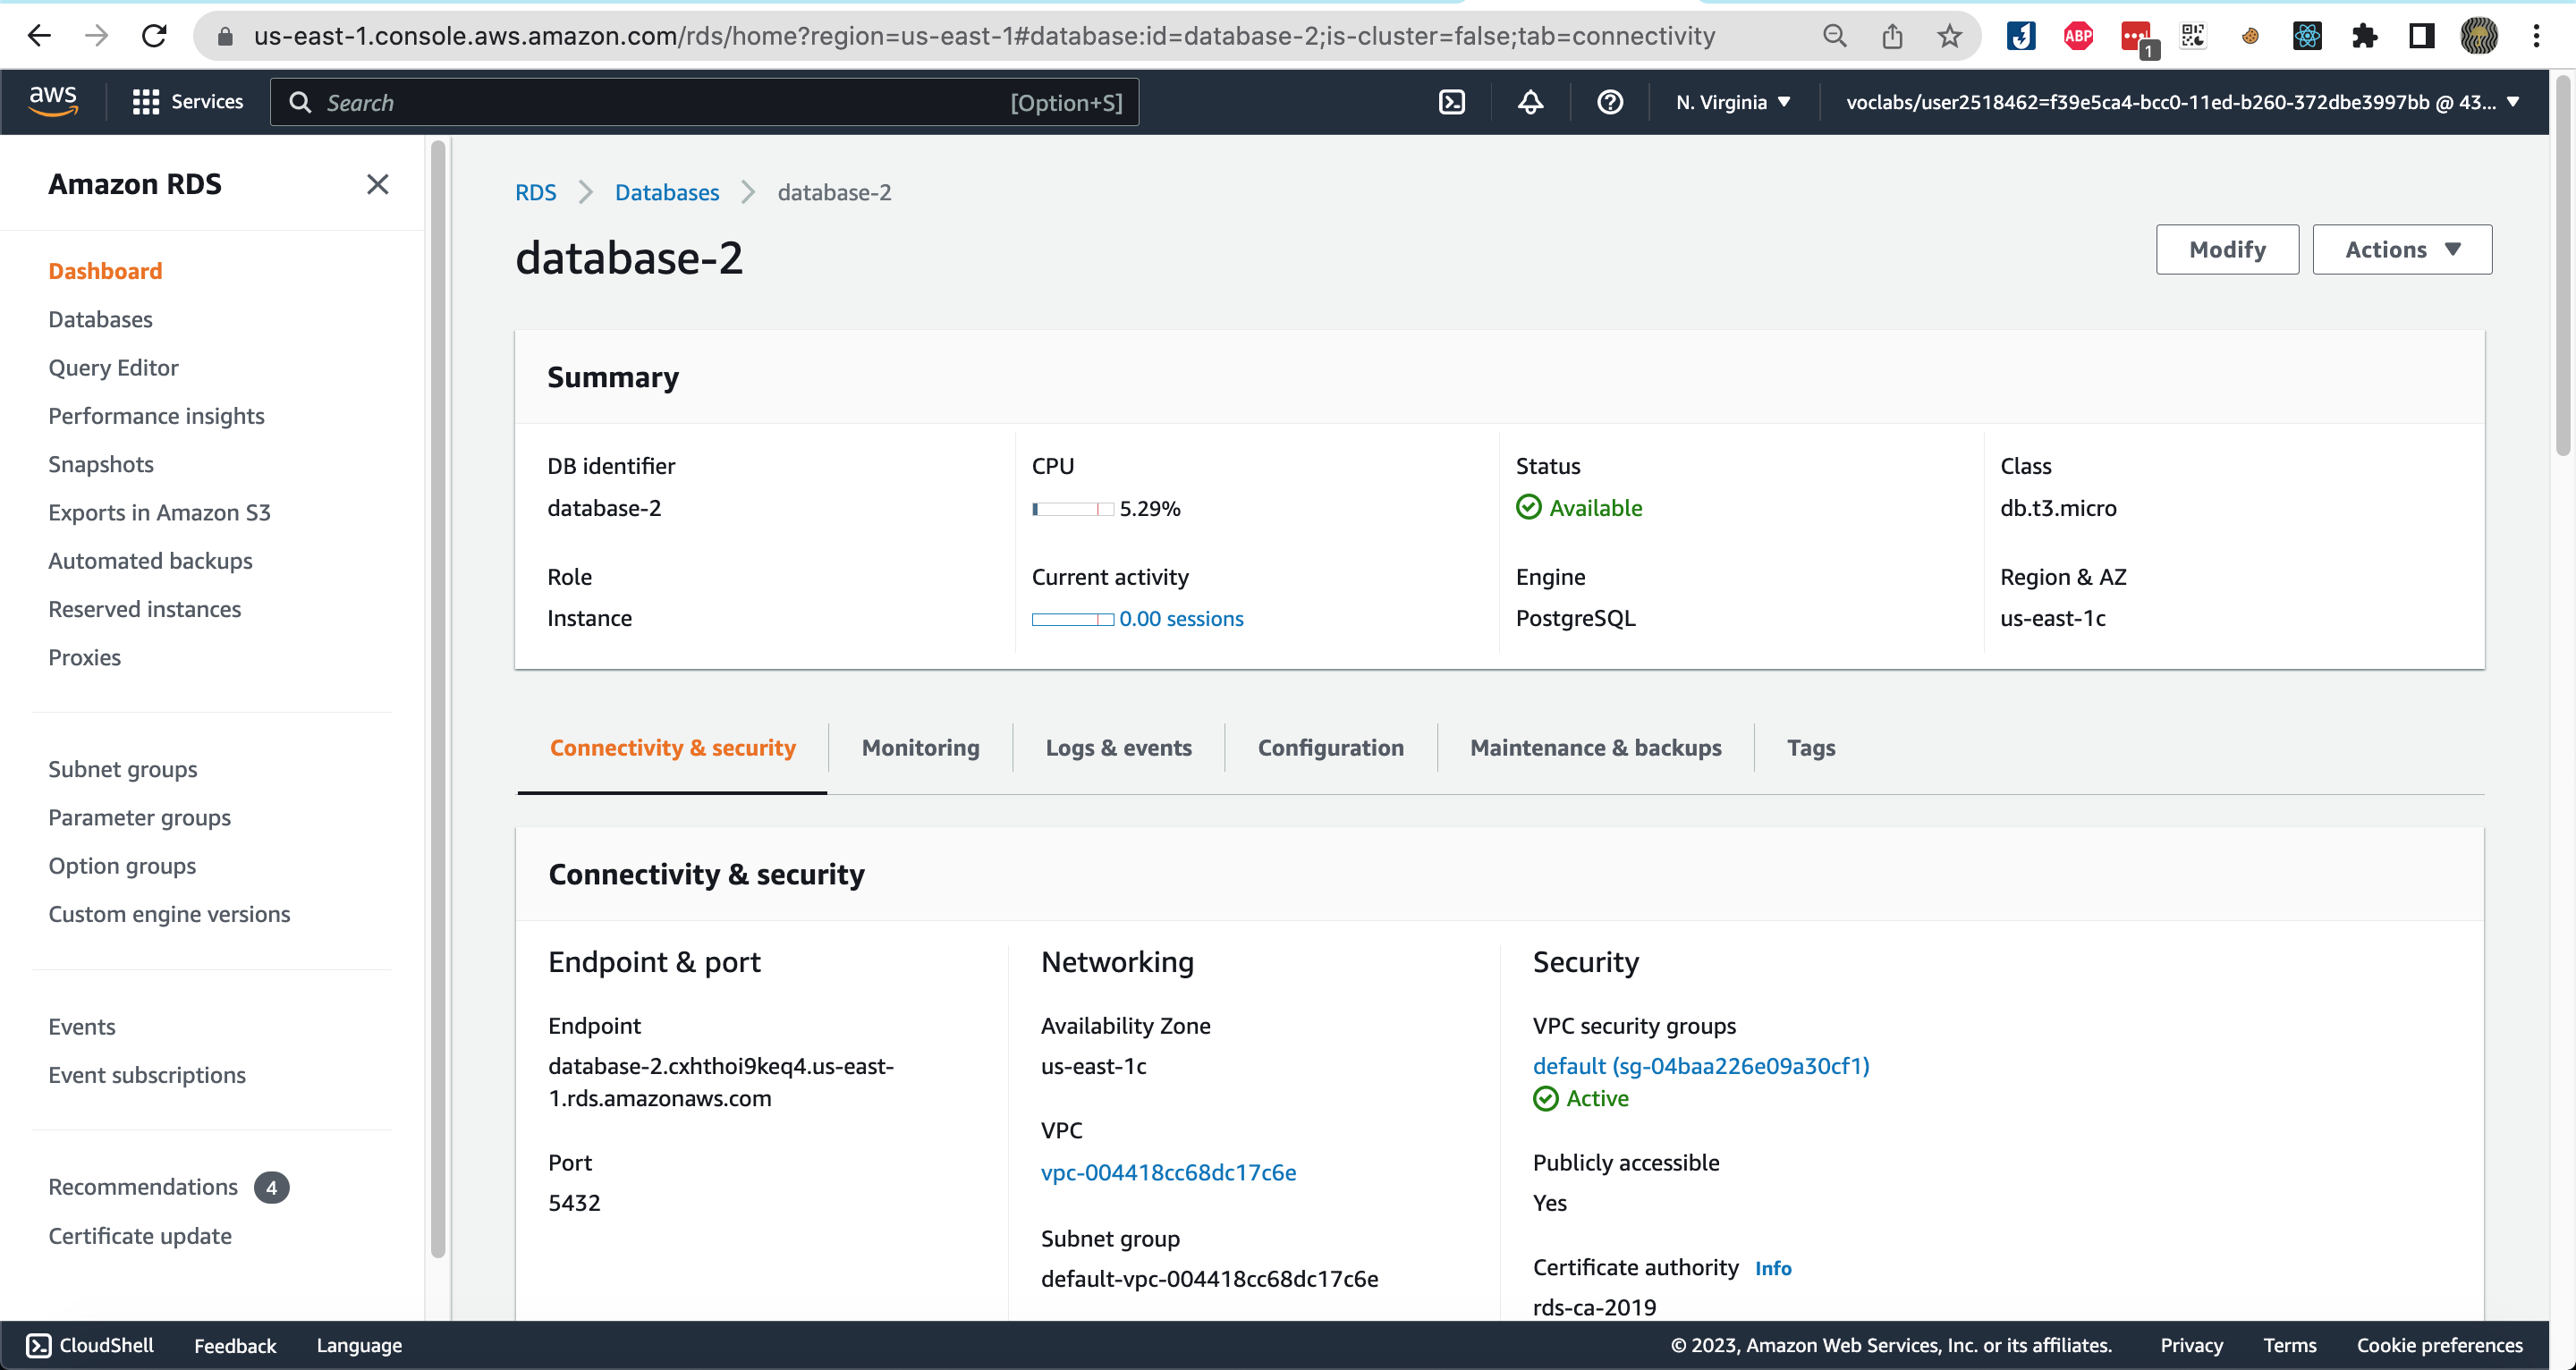 us-east-1.console.aws.amazon.com/rds/home?region=us-east-1#database:id=database-2;is-cluster=false;tab=connectivity
ABP
1
aws
Services
Search
[Option+S]
N. Virginia
voclabs/user2518462=f39e5ca4-bcc0-11ed-b260-372dbe3997bb @ 43...
Amazon RDS
Dashboard
Databases
Query Editor
Performance insights
Snapshots
Exports in Amazon S3
Automated backups
Reserved instances
Proxies
Subnet groups
Parameter groups
Option groups
Custom engine versions
Events
Event subscriptions
Recommendations 4
Certificate update
RDS > Databases > database-2
database-2
Modify
Actions
Summary
DB identifier
database-2
CPU
5.29%
Status
Available
Class
db.t3.micro
Role
Instance
Current activity
0.00 sessions
Engine
PostgreSQL
Region & AZ
us-east-1c
Connectivity & security
Monitoring
Logs & events
Configuration
Maintenance & backups
Tags
Connectivity & security
Endpoint & port
Endpoint
database-2.cxhthoi9keq4.us-east-
1.rds.amazonaws.com
Port
5432
Networking
Availability Zone
us-east-1c
VPC
vpc-004418cc68dc17c6e
Subnet group
default-vpc-004418cc68dc17c6e
Security
VPC security groups
default (sg-04baa226e09a30cf1)
Active
Publicly accessible
Yes
Certificate authority Info
rds-ca-2019
CloudShell
Feedback
Language
© 2023, Amazon Web Services, Inc. or its affiliates.
Privacy
Terms
Cookie preferences